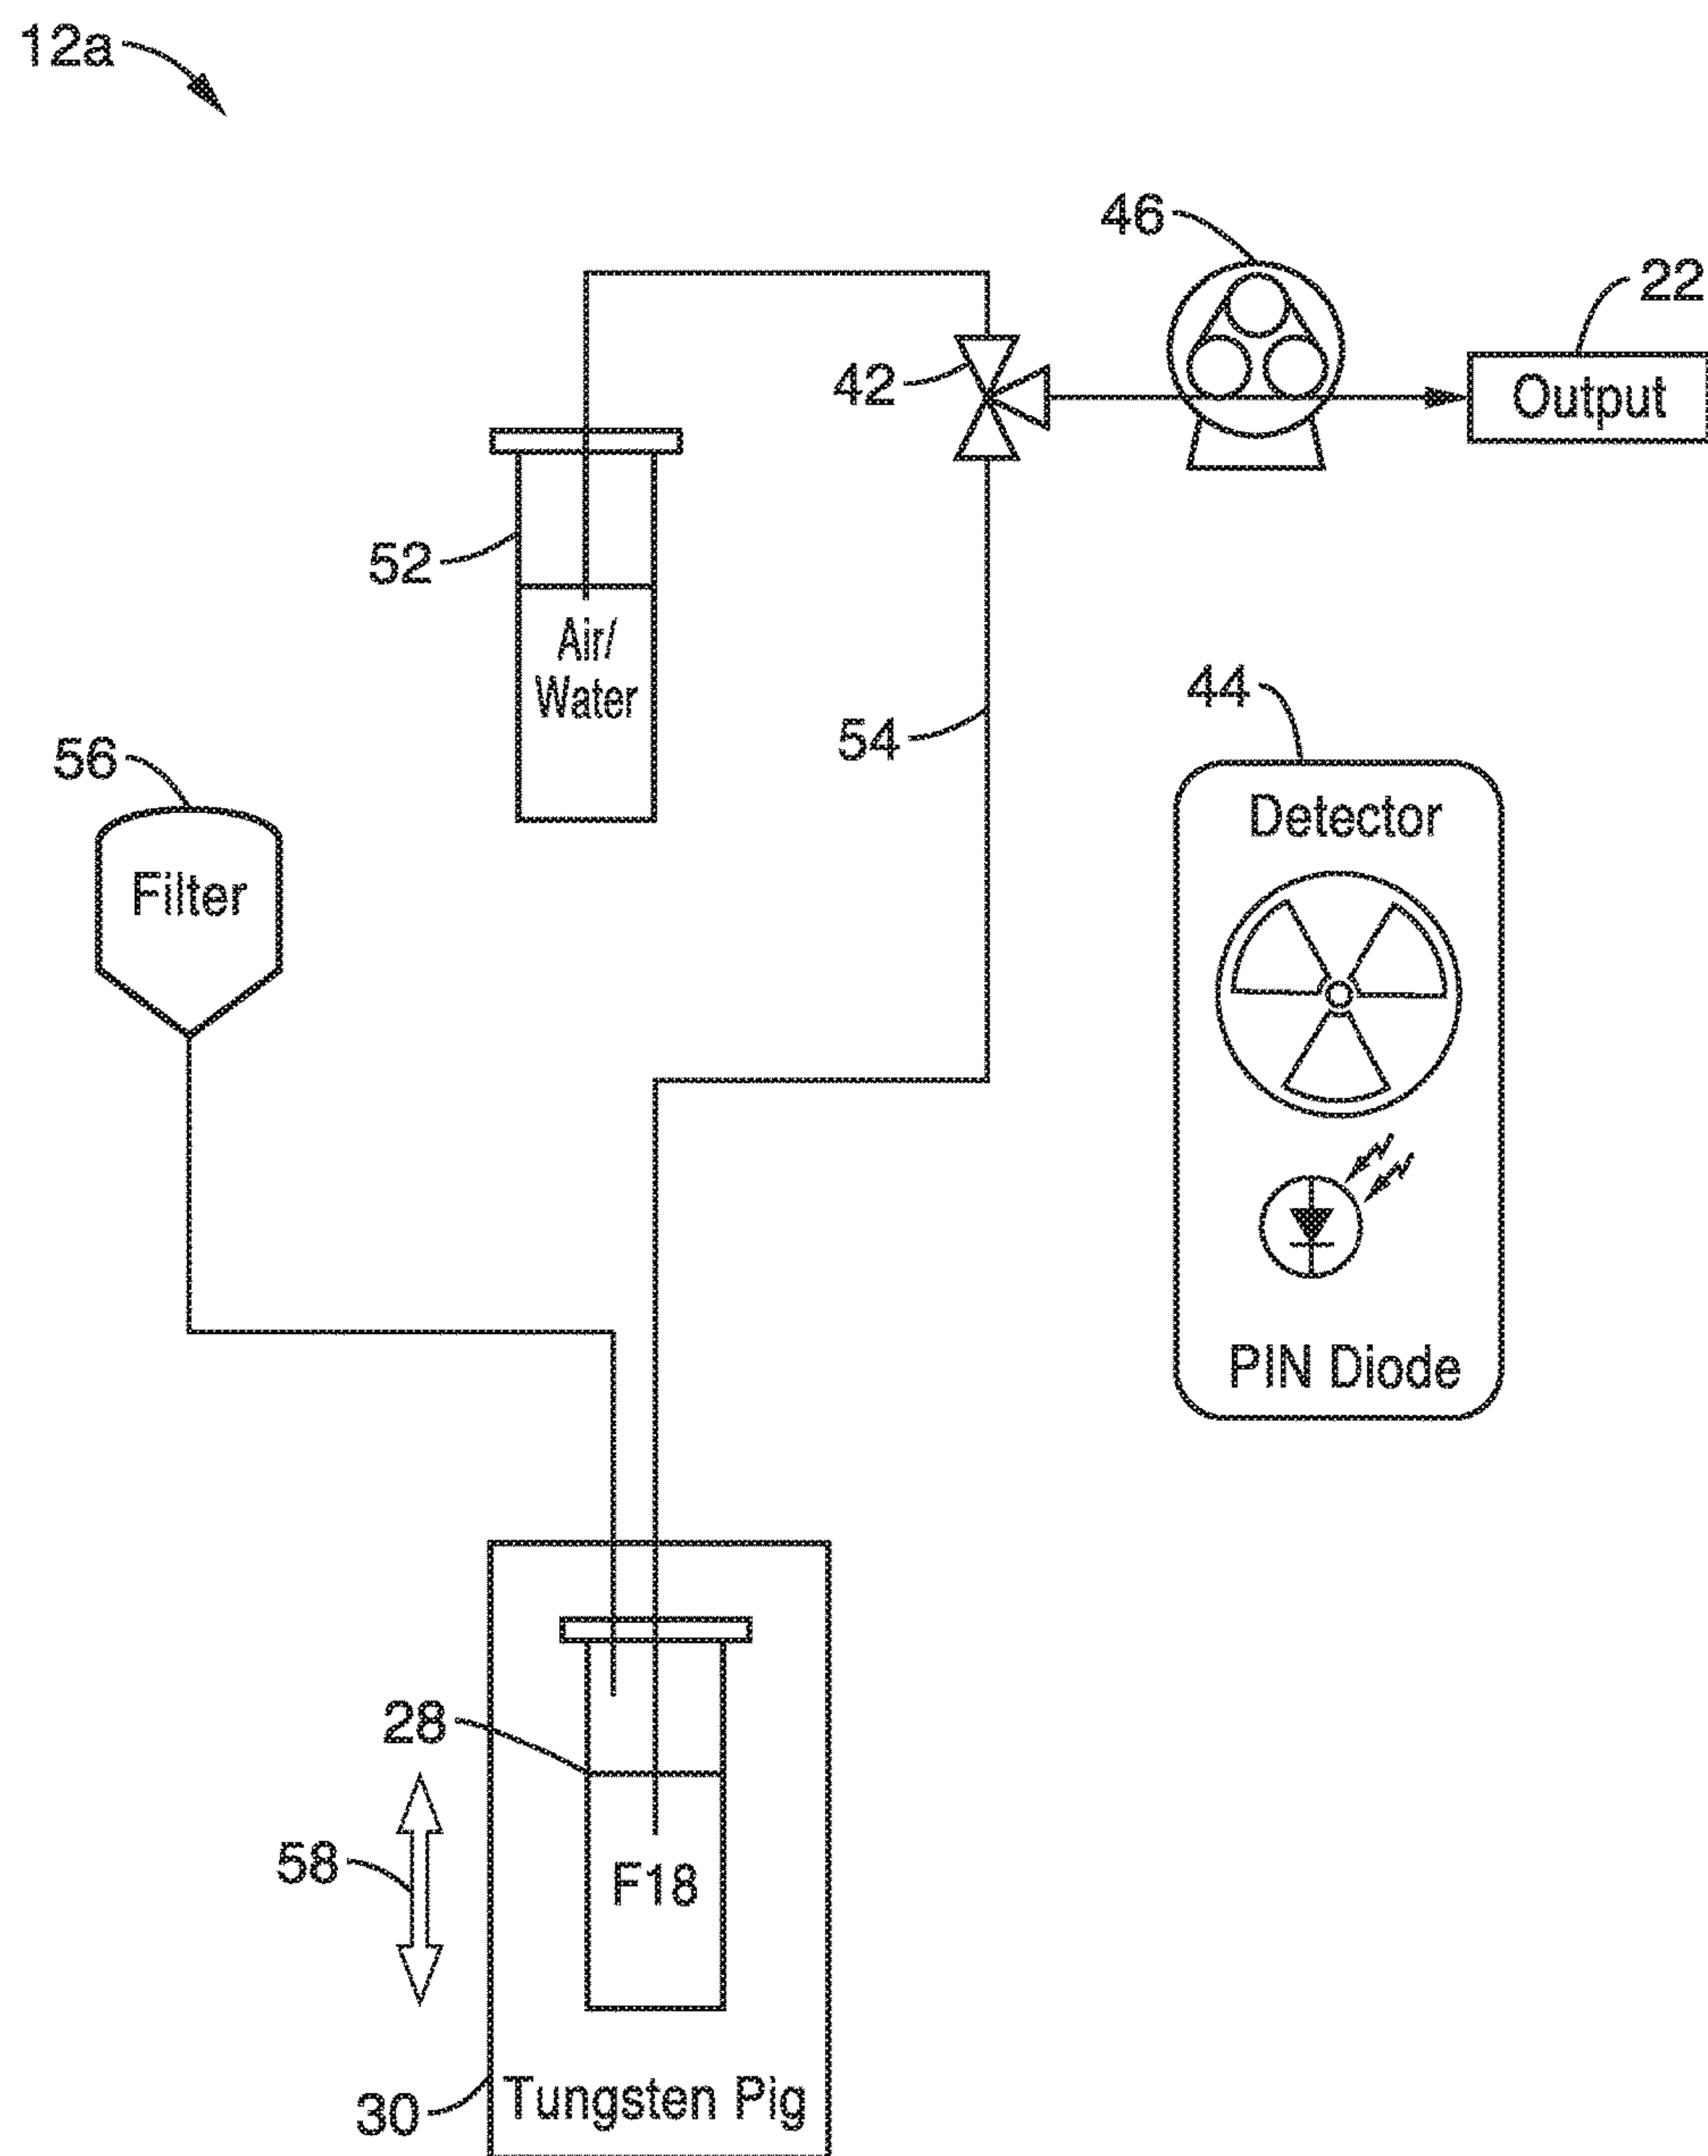 12a
46
22
42
Output
52
Air/
Water
44
54
56
Detector
Filter
PIN Diode
28
58
F18
30
Tungsten Pig